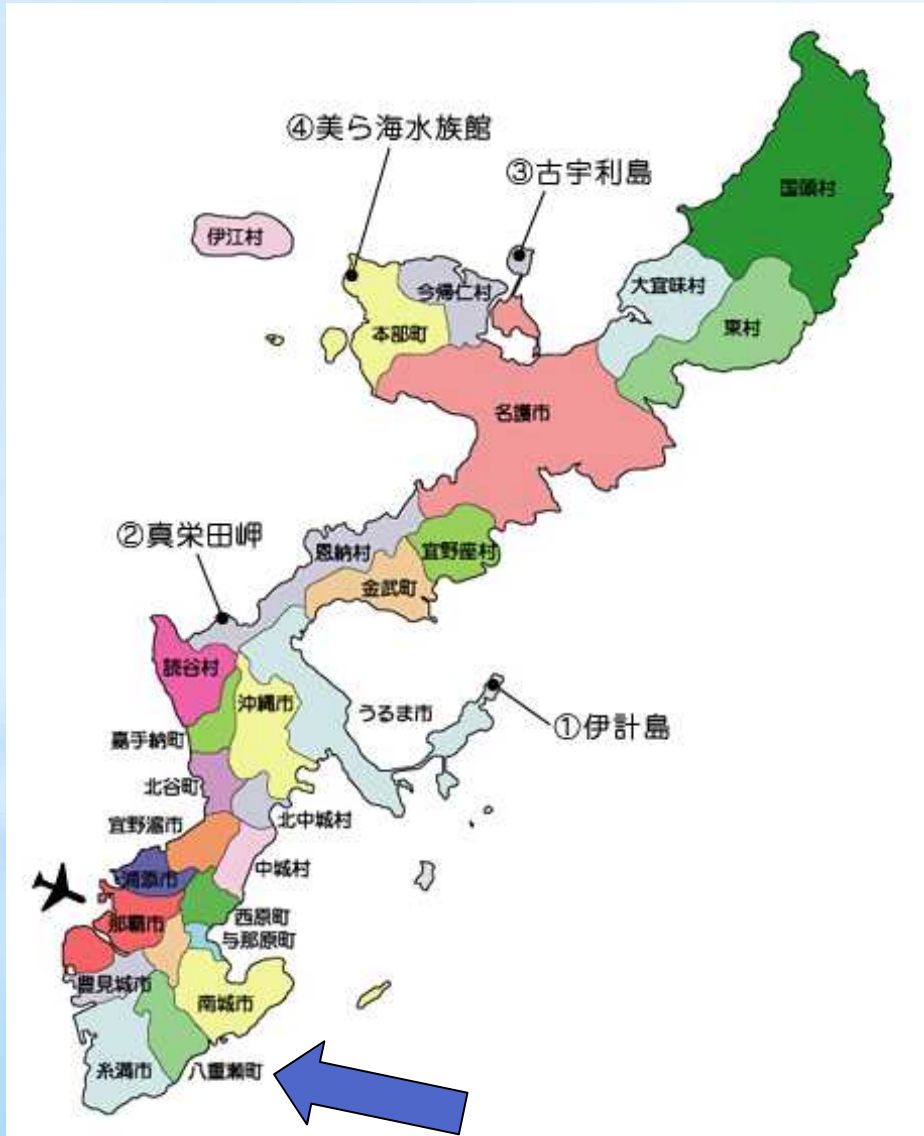 ④美ら海水族館
③古宇利島
国頭村
伊江村
今帰仁村
大宜味村
本部町
東村
名護市
②真栄田岬
恩納村
宜野座村
金武町
読谷村
沖縄市
うるま市
①伊計島
嘉手納町
北谷町
北中城村
宜野湾市
中城村
浦添市
西原町
那覇市
与那原町
豊見城市
南城市
糸満市
八重瀬町